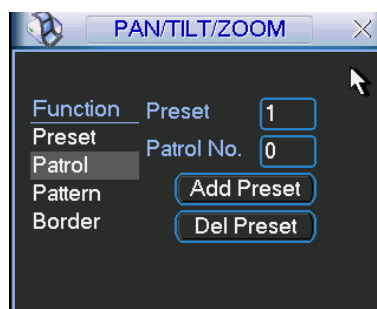 PAN/TILT/ZOOM
Function
Preset
Patrol
Pattern
Border
Preset 1
Patrol No. 0
Add Preset
Del Preset